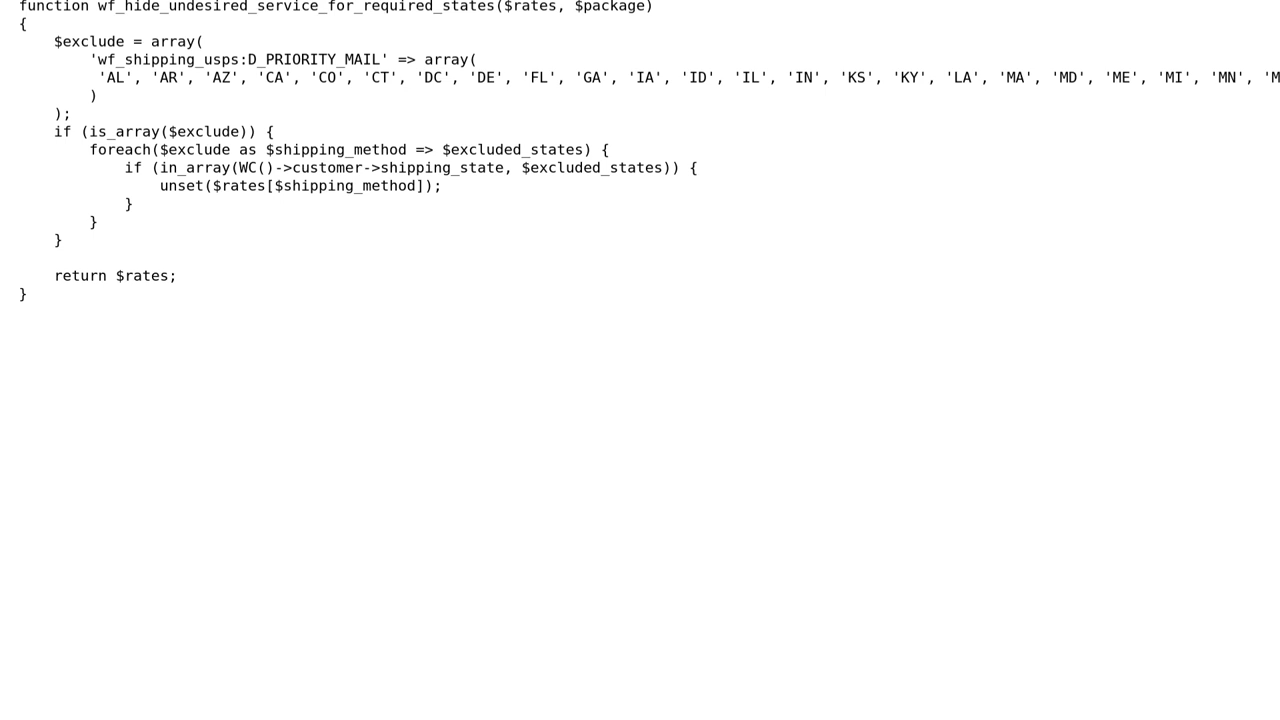 function wf_hide_undesired_service_for_required_states($rates, $package)
{
    $exclude = array(
        'wf_shipping_usps:D_PRIORITY_MAIL' => array(
         'AL', 'AR', 'AZ', 'CA', 'CO', 'CT', 'DC', 'DE', 'FL', 'GA', 'IA', 'ID', 'IL', 'IN', 'KS', 'KY', 'LA', 'MA', 'MD', 'ME', 'MI', 'MN', 'M
        )
    );
    if (is_array($exclude)) {
        foreach($exclude as $shipping_method => $excluded_states) {
            if (in_array(WC()->customer->shipping_state, $excluded_states)) {
                unset($rates[$shipping_method]);
            }
        }
    }

    return $rates;
}